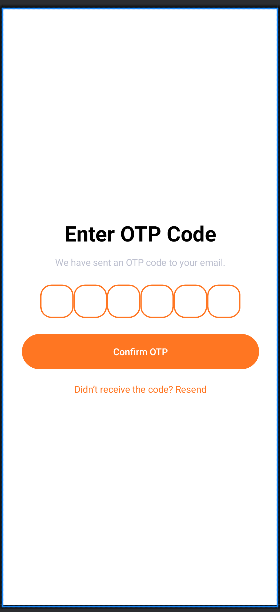 Enter OTP Code
We have sent an OTP code to your email.
Confirm OTP
Didn't receive the code? Resend